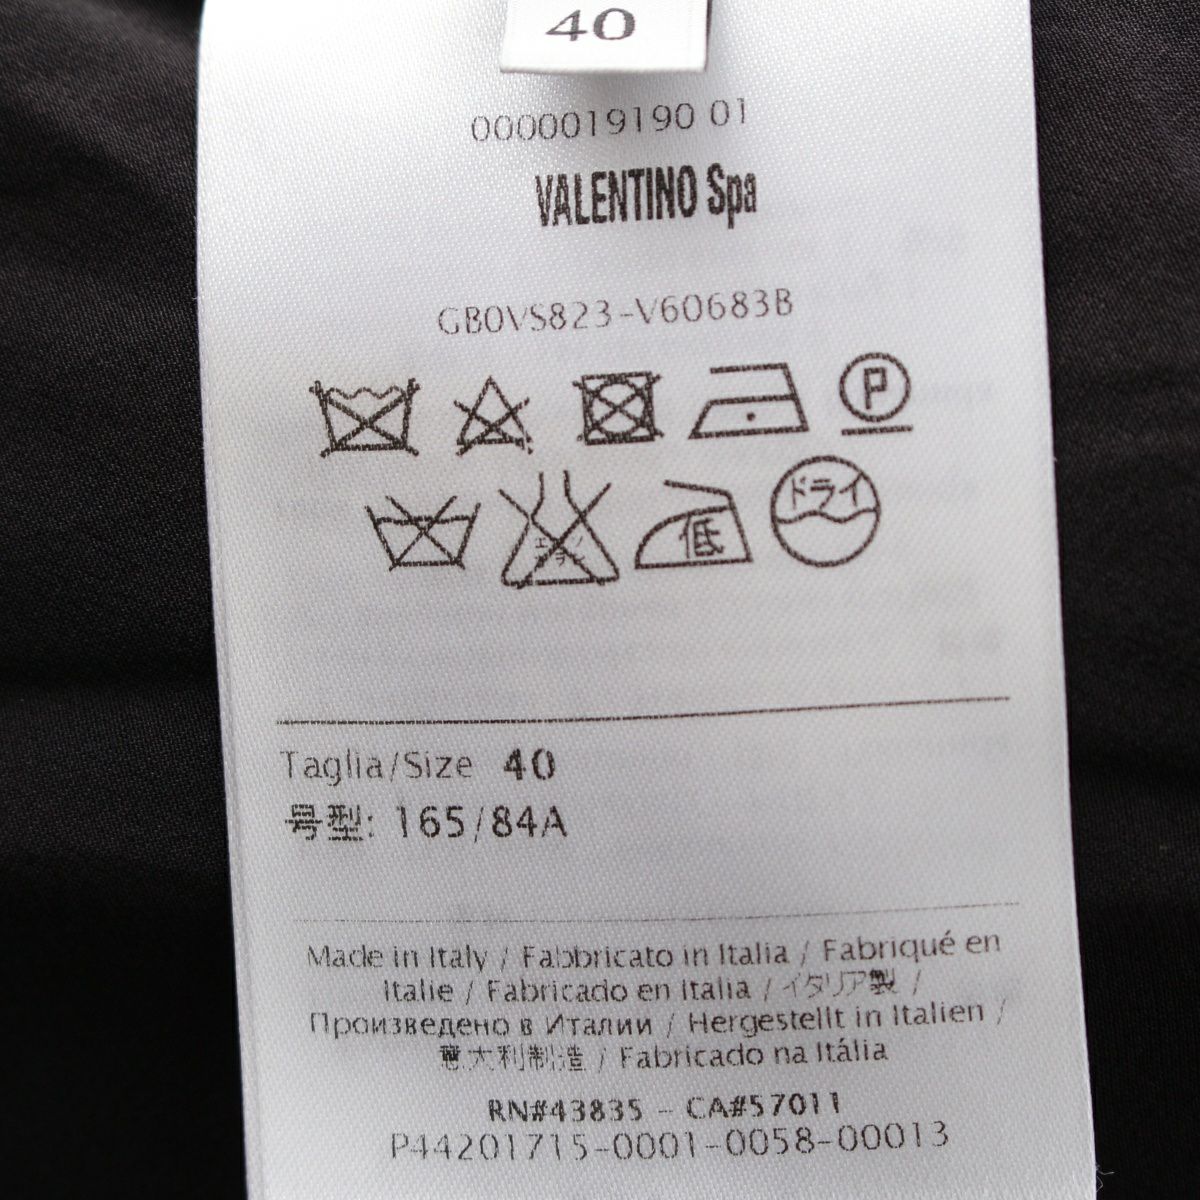 40
0000019190 01
VALENTINO Spa
GB0VS823-V60683B
P
低 ドライ
Taglia/Size 40
号型: 165/84A
Made in Italy / Fabbricato in Italia / Fabriqué en
Italie / Fabricado en Italia / イタリア製 /
Произведено в Италии / Hergestellt in Italien /
意大利制造 / Fabricado na Itália
RN#43835 - CA#57011
P44201715-0001-0058-00013